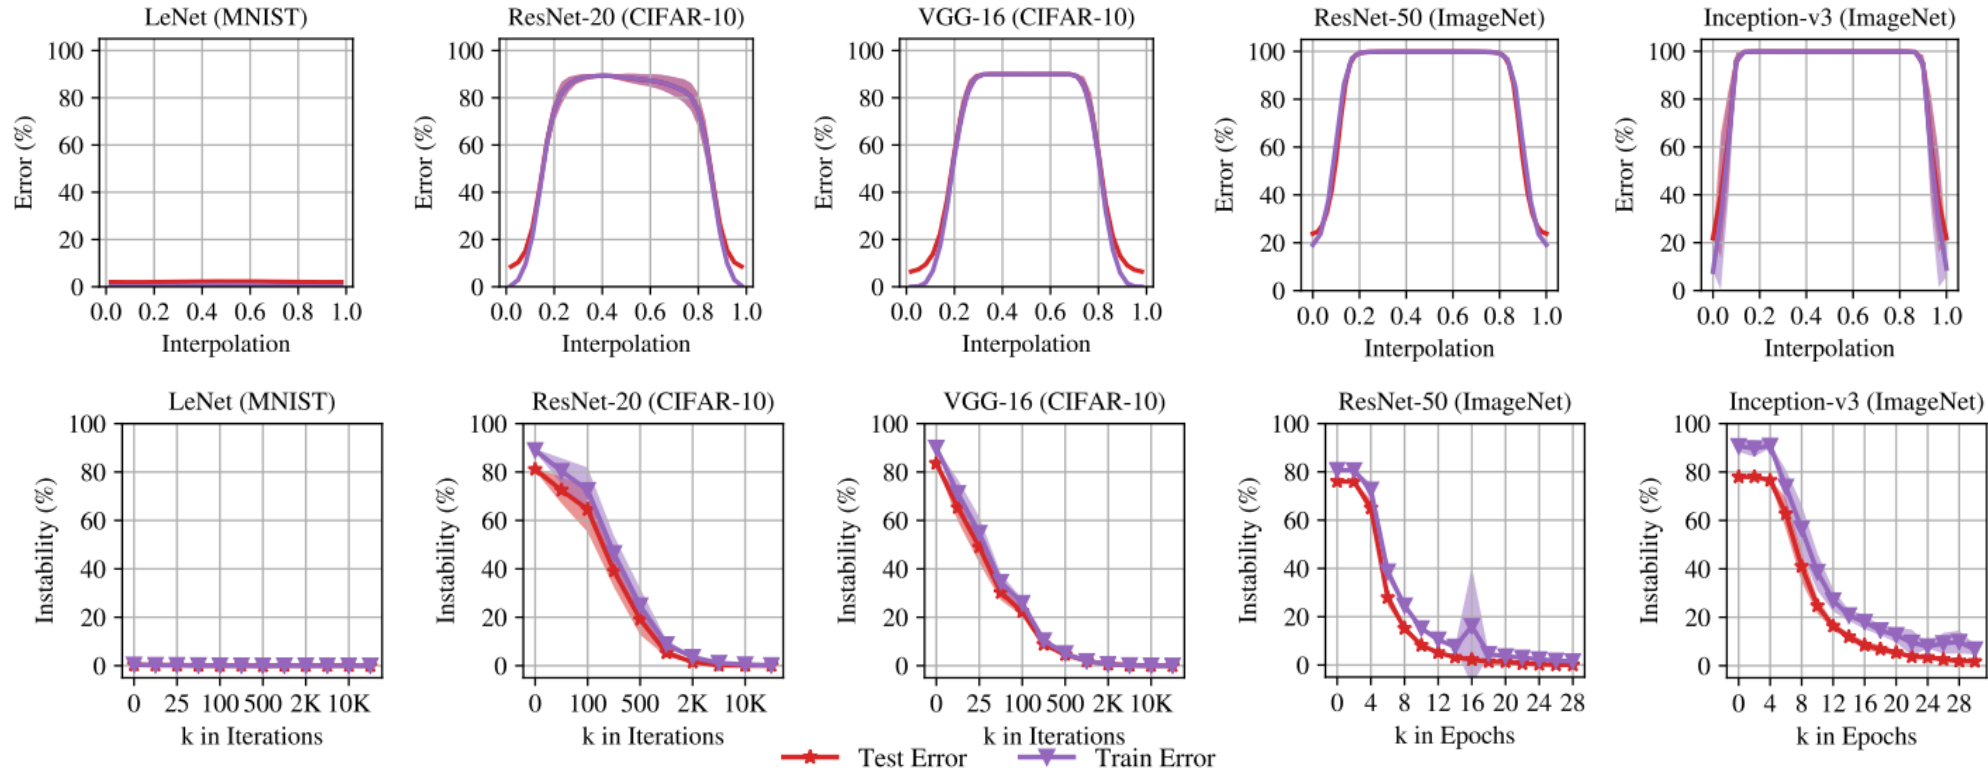 LeNet (MNIST)
100
80
60
40
20
0
Error (%)
0.0 0.2 0.4 0.6 0.8 1.0
Interpolation
ResNet-20 (CIFAR-10)
100
80
60
40
20
0
Error (%)
0.0 0.2 0.4 0.6 0.8 1.0
Interpolation
VGG-16 (CIFAR-10)
100
80
60
40
20
0
Error (%)
0.0 0.2 0.4 0.6 0.8 1.0
Interpolation
ResNet-50 (ImageNet)
100
80
60
40
20
0
Error (%)
0.0 0.2 0.4 0.6 0.8 1.0
Interpolation
Inception-v3 (ImageNet)
100
80
60
40
20
0
Error (%)
0.0 0.2 0.4 0.6 0.8 1.0
Interpolation
LeNet (MNIST)
100
80
60
40
20
0
Instability (%)
0 25 100 500 2K 10K
k in Iterations
ResNet-20 (CIFAR-10)
100
80
60
40
20
0
Instability (%)
0 100 500 2K 10K
k in Iterations
VGG-16 (CIFAR-10)
100
80
60
40
20
0
Instability (%)
0 25 100 500 2K 10K
k in Iterations
ResNet-50 (ImageNet)
100
80
60
40
20
0
Instability (%)
0 4 8 12 16 20 24 28
k in Epochs
Inception-v3 (ImageNet)
100
80
60
40
20
0
Instability (%)
0 4 8 12 16 20 24 28
k in Epochs
Test Error Train Error